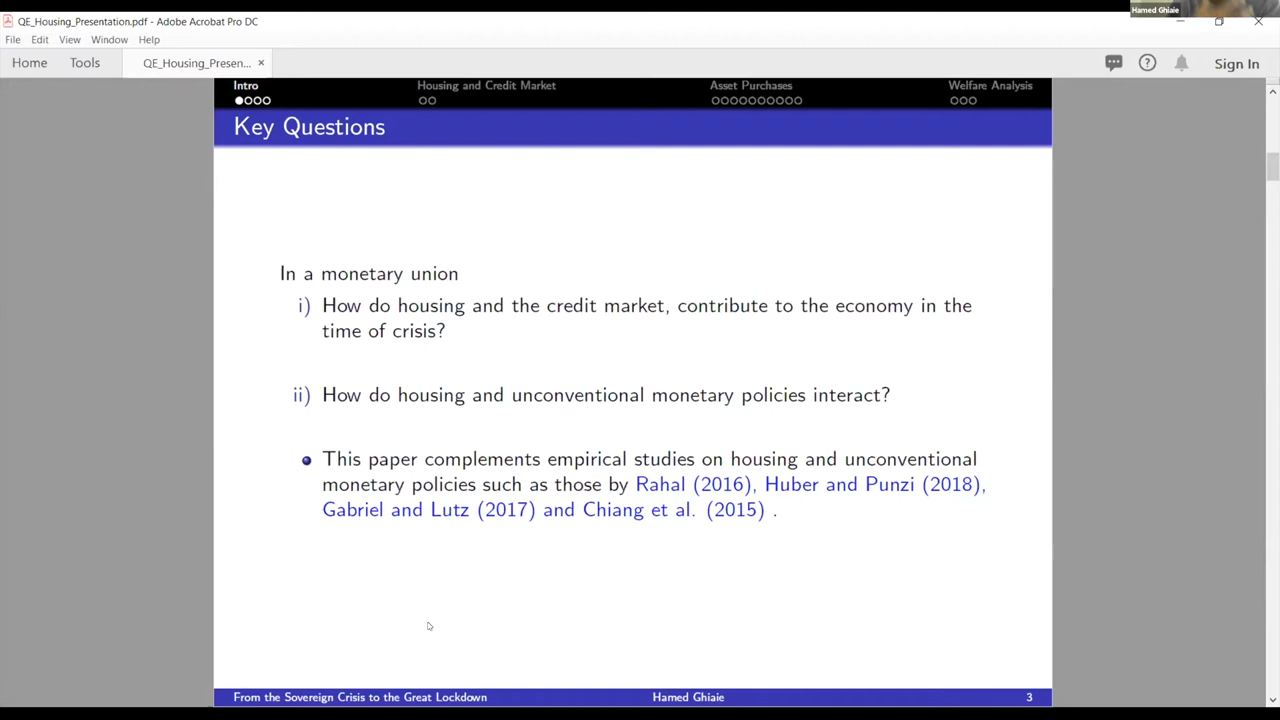 Hamed Ghiaie
QE_Housing_Presentation.pdf - Adobe Acrobat Pro DC
File Edit View Window Help
Home Tools QE_Housing_Presen... × Sign In
Intro Housing and Credit Market Asset Purchases Welfare Analysis
Key Questions
In a monetary union
i) How do housing and the credit market, contribute to the economy in the
time of crisis?
ii) How do housing and unconventional monetary policies interact?
This paper complements empirical studies on housing and unconventional
monetary policies such as those by Rahal (2016), Huber and Punzi (2018),
Gabriel and Lutz (2017) and Chiang et al. (2015) .
From the Sovereign Crisis to the Great Lockdown Hamed Ghiaie 3